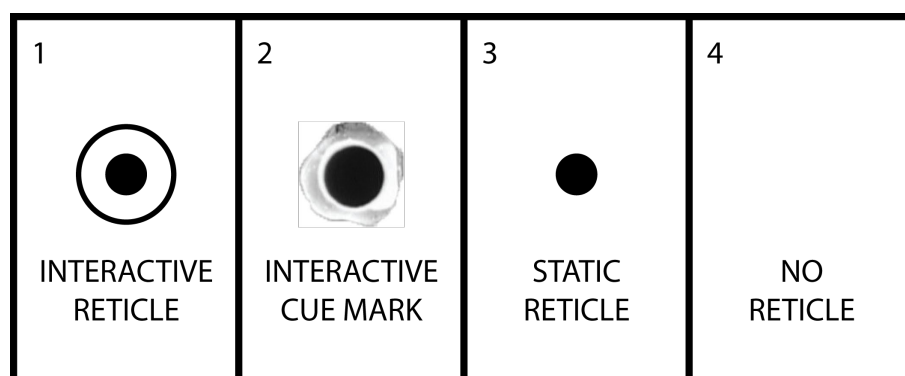 1
INTERACTIVE
RETICLE
2
INTERACTIVE
CUE MARK
3
STATIC
RETICLE
4
NO
RETICLE